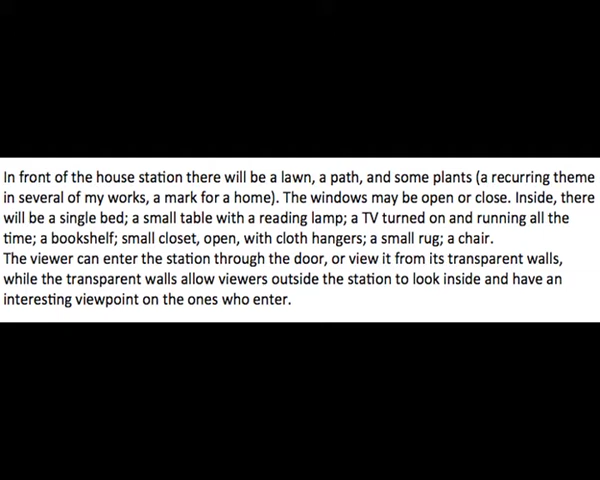 In front of the house station there will be a lawn, a path, and some plants (a recurring theme
in several of my works, a mark for a home). The windows may be open or close. Inside, there
will be a single bed; a small table with a reading lamp; a TV turned on and running all the
time; a bookshelf; small closet, open, with cloth hangers; a small rug; a chair.
The viewer can enter the station through the door, or view it from its transparent walls,
while the transparent walls allow viewers outside the station to look inside and have an
interesting viewpoint on the ones who enter.